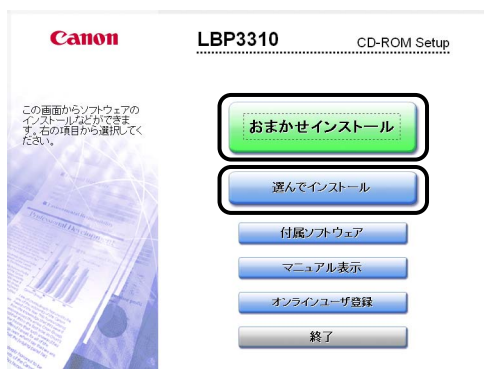 Canon
LBP3310
CD-ROM Setup
この画面からソフトウェアの
インストールなどができま
す。右の項目から選択してく
ださい。
おまかせインストール
選んでインストール
付属ソフトウェア
マニュアル表示
オンラインユーザ登録
終了